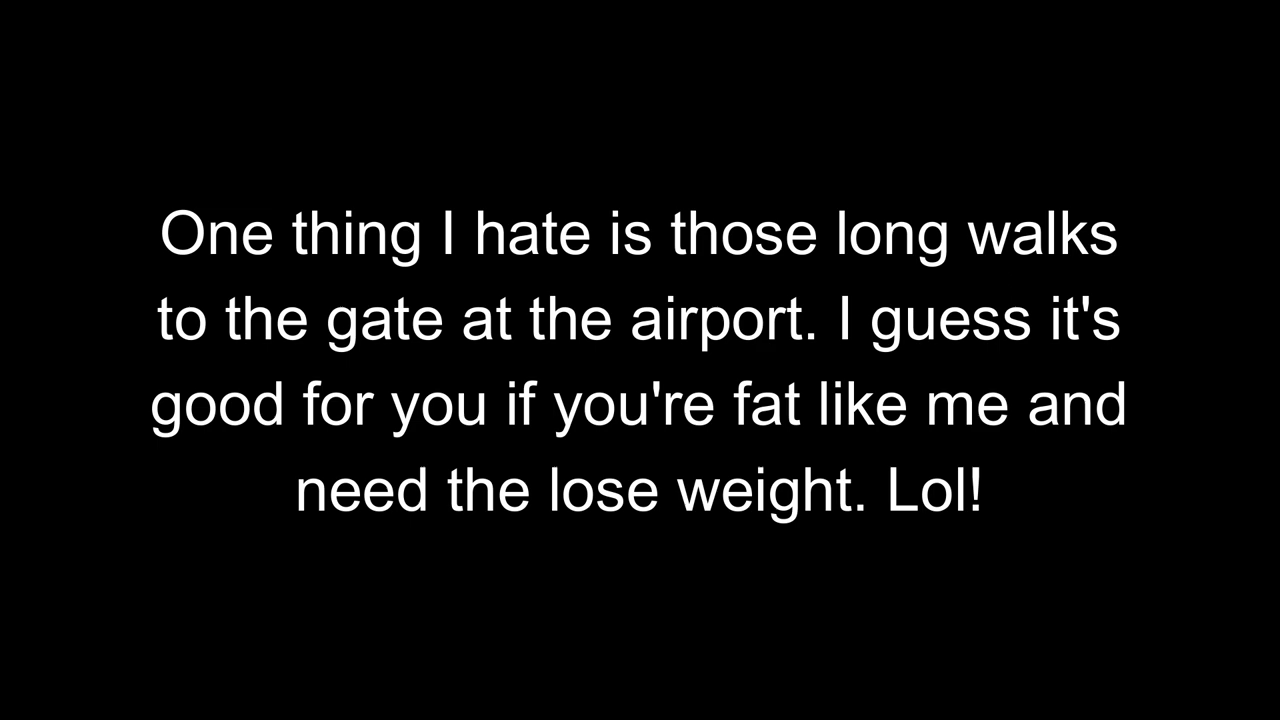 One thing I hate is those long walks
to the gate at the airport. I guess it's
good for you if you're fat like me and
need the lose weight. Lol!